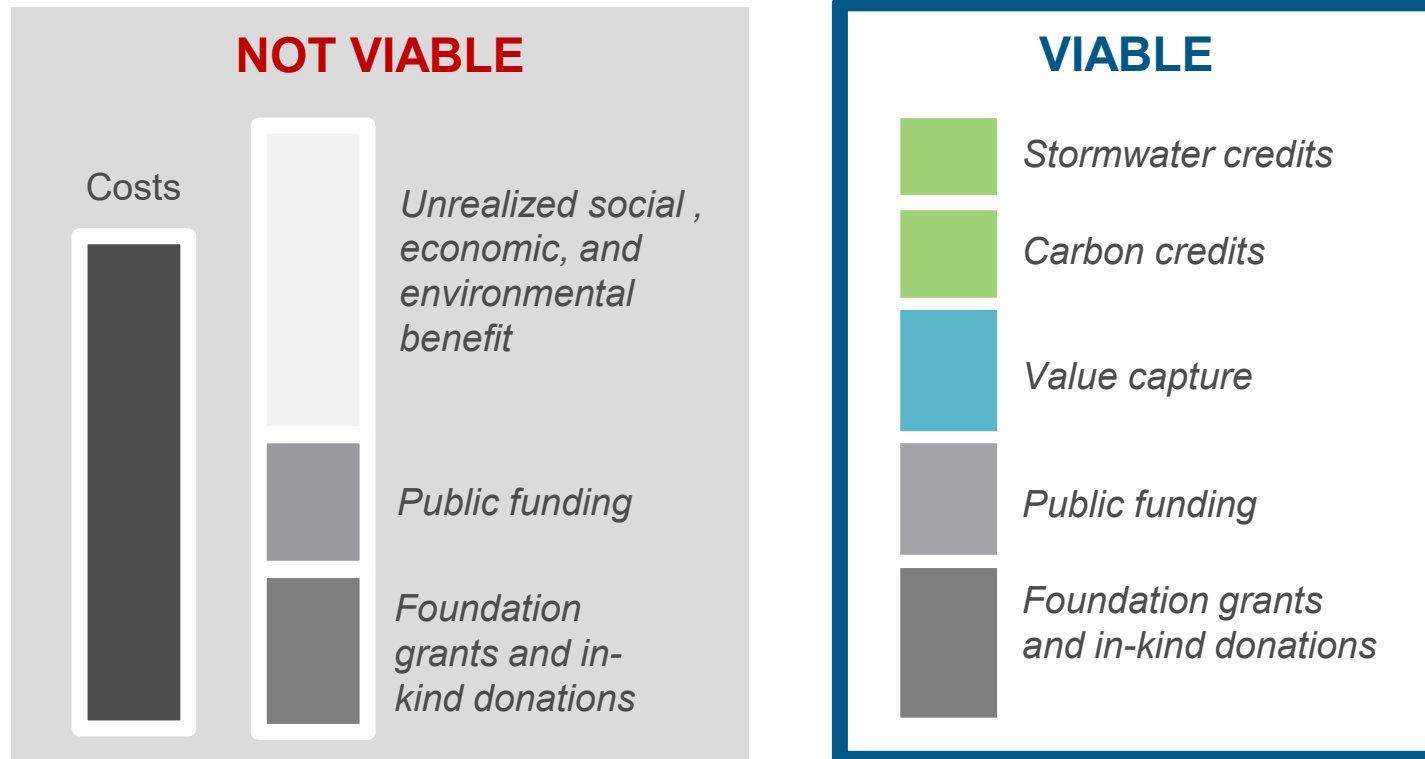 NOT VIABLE
Costs
Unrealized social ,
economic, and
environmental
benefit
Public funding
Foundation
grants and in-
kind donations
VIABLE
Stormwater credits
Carbon credits
Value capture
Public funding
Foundation grants
and in-kind donations